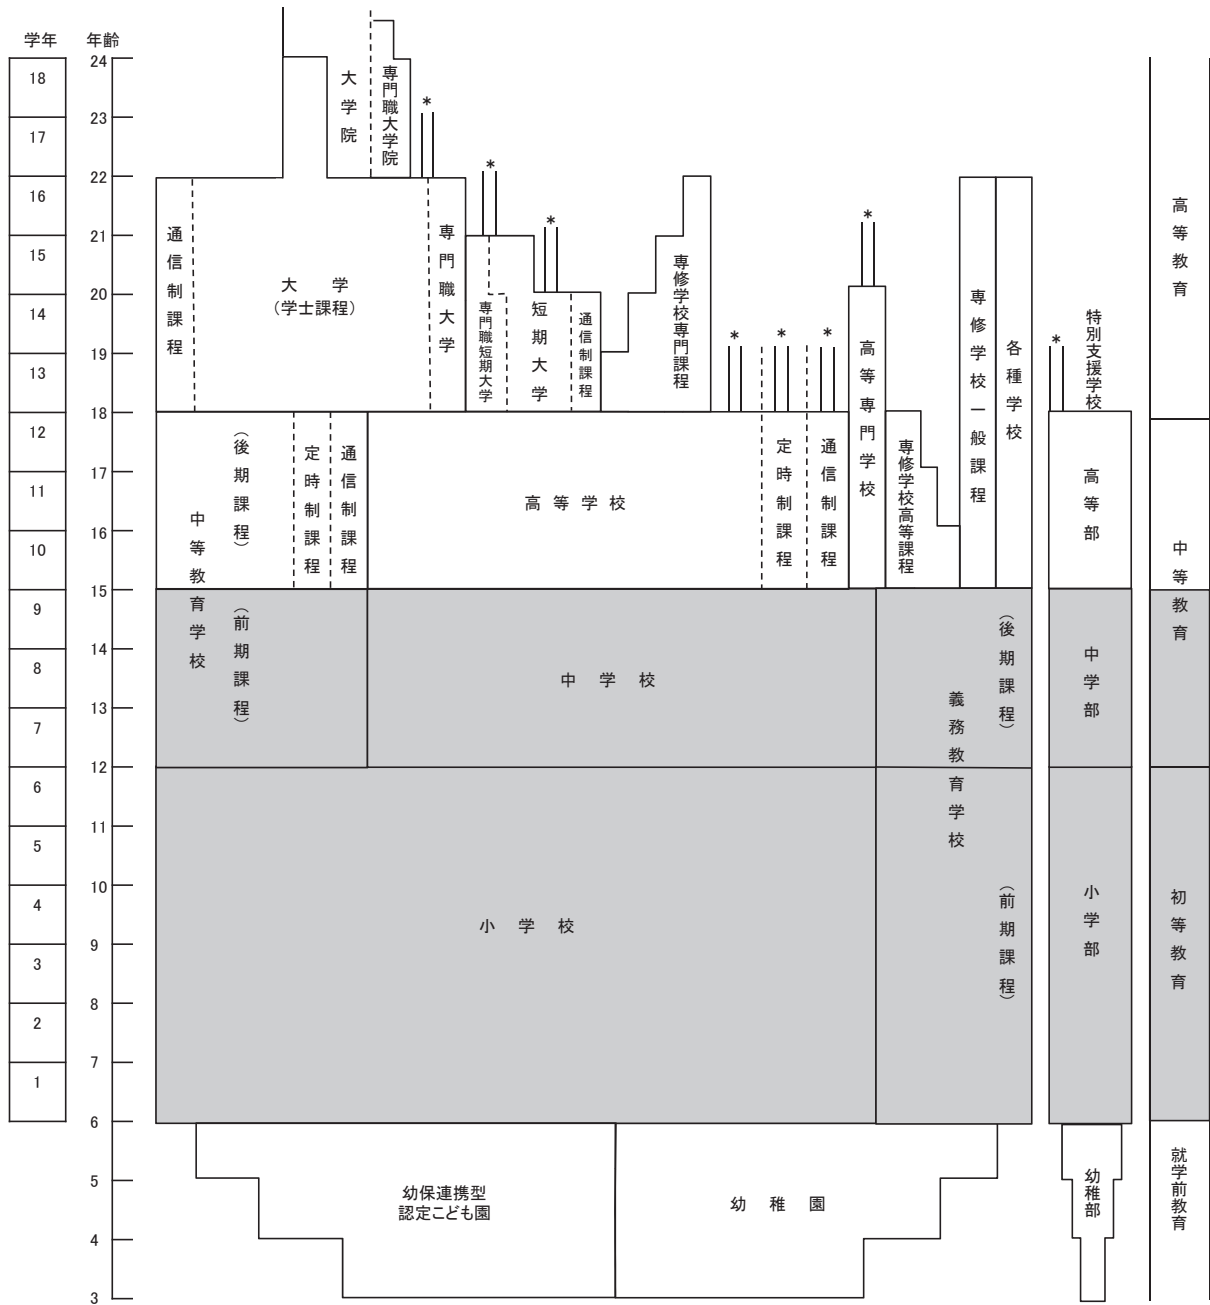 学年
年齢
18
17
16
15
14
13
12
11
10
9
8
7
6
5
4
3
2
1
24
23
22
21
20
19
18
17
16
15
14
13
12
11
10
9
8
7
6
5
4
3
大学院
専門職大学院
*
*
*
*
*
*
*
*
通信制課程
大 学
(学士課程)
専門職大学
専門職短期大学
短期大学
通信制課程
専修学校専門課程
高等専門学校
専修学校一般課程
各種学校
特別支援学校
中等教育学校
(後期課程)
定時制課程
通信制課程
高 等 学 校
定時制課程
通信制課程
専修学校高等課程
高等部
(前期課程)
中 学 校
義務教育学校
(後期課程)
中学部
小 学 校
(前期課程)
小学部
幼保連携型
認定こども園
幼 稚 園
幼稚部
高等教育
中等教育
初等教育
就学前教育